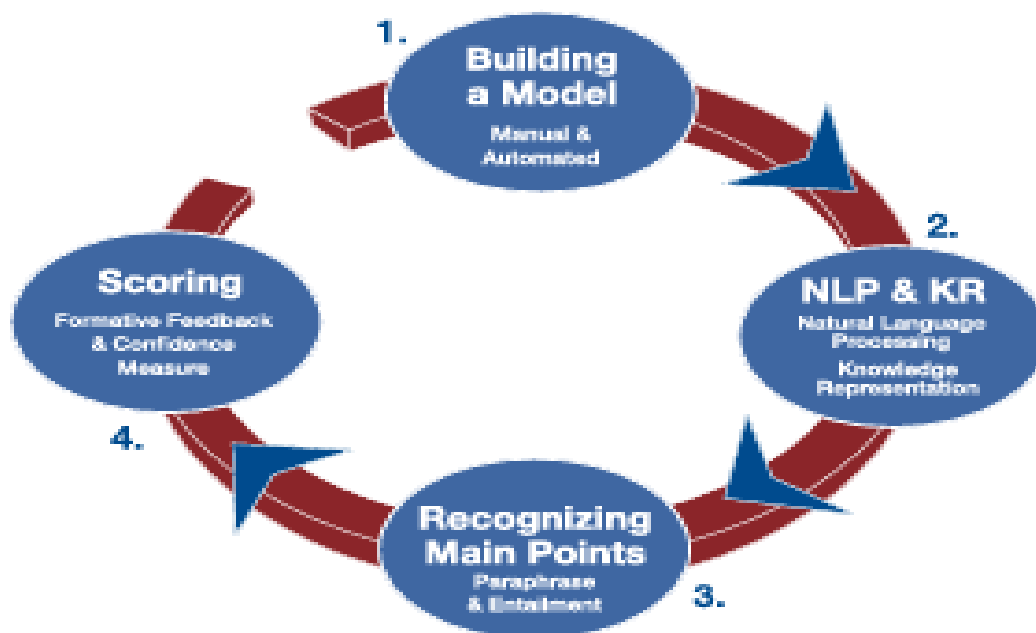 1.
Building
a Model
Manual &
Automated
2.
NLP & KR
Natural Language
Processing
Knowledge
Representation
3.
Recognizing
Main Points
Paraphrase
& Entailment
4.
Scoring
Formative Feedback
& Confidence
Measure